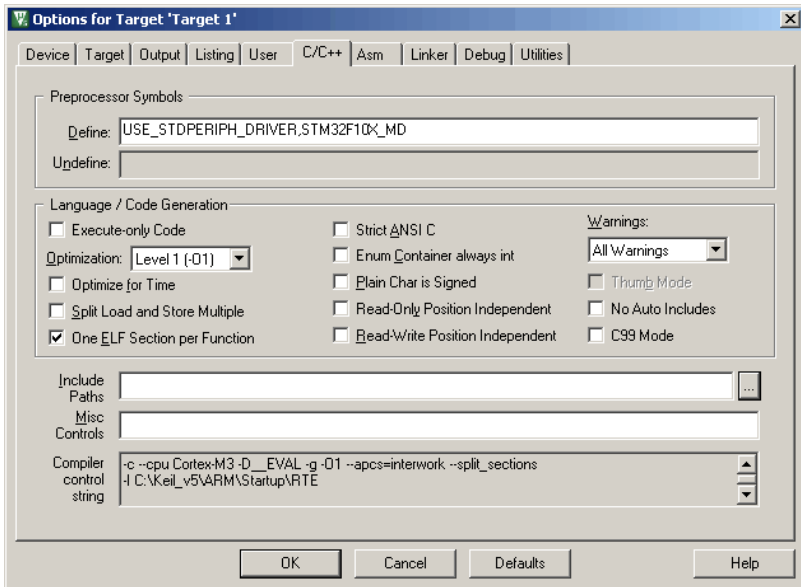 Options for Target 'Target 1'
Device Target Output Listing User C/C++ Asm Linker Debug Utilities
Preprocessor Symbols
Define: USE_STDPERIPH_DRIVER,STM32F10X_MD
Undefine:
Language / Code Generation
Execute-only Code
Strict ANSI C
Warnings:
Optimization: Level 1 (-O1)
Enum Container always int
All Warnings
Optimize for Time
Plain Char is Signed
Thumb Mode
Split Load and Store Multiple
Read-Only Position Independent
No Auto Includes
One ELF Section per Function
Read-Write Position Independent
C99 Mode
Include
Paths
...
Misc
Controls
Compiler
control
string
-c --cpu Cortex-M3 -D__EVAL -g -O1 --apcs=interwork --split_sections
-I C:\Keil_v5\ARM\Startup\RTE
OK Cancel Defaults Help